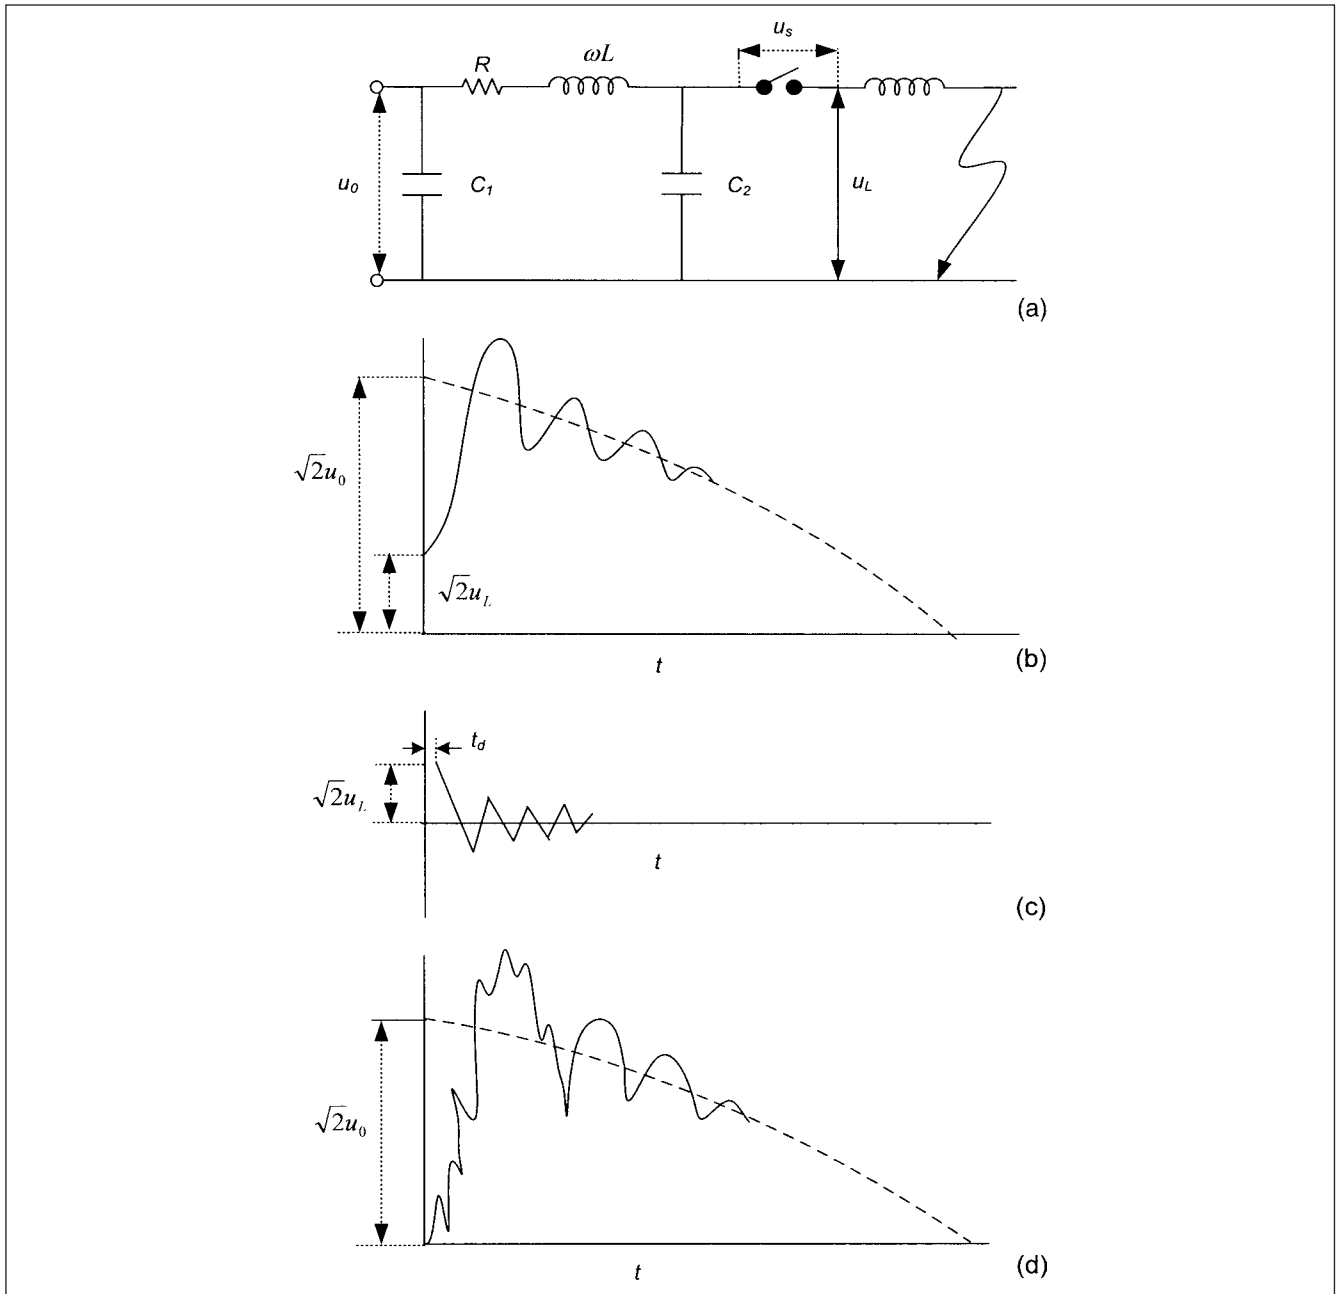 u_s
R
ωL
u_0
C_1
C_2
u_L
(a)
√2u_0
√2u_L
t
(b)
t_d
√2u_L
t
(c)
√2u_0
t
(d)